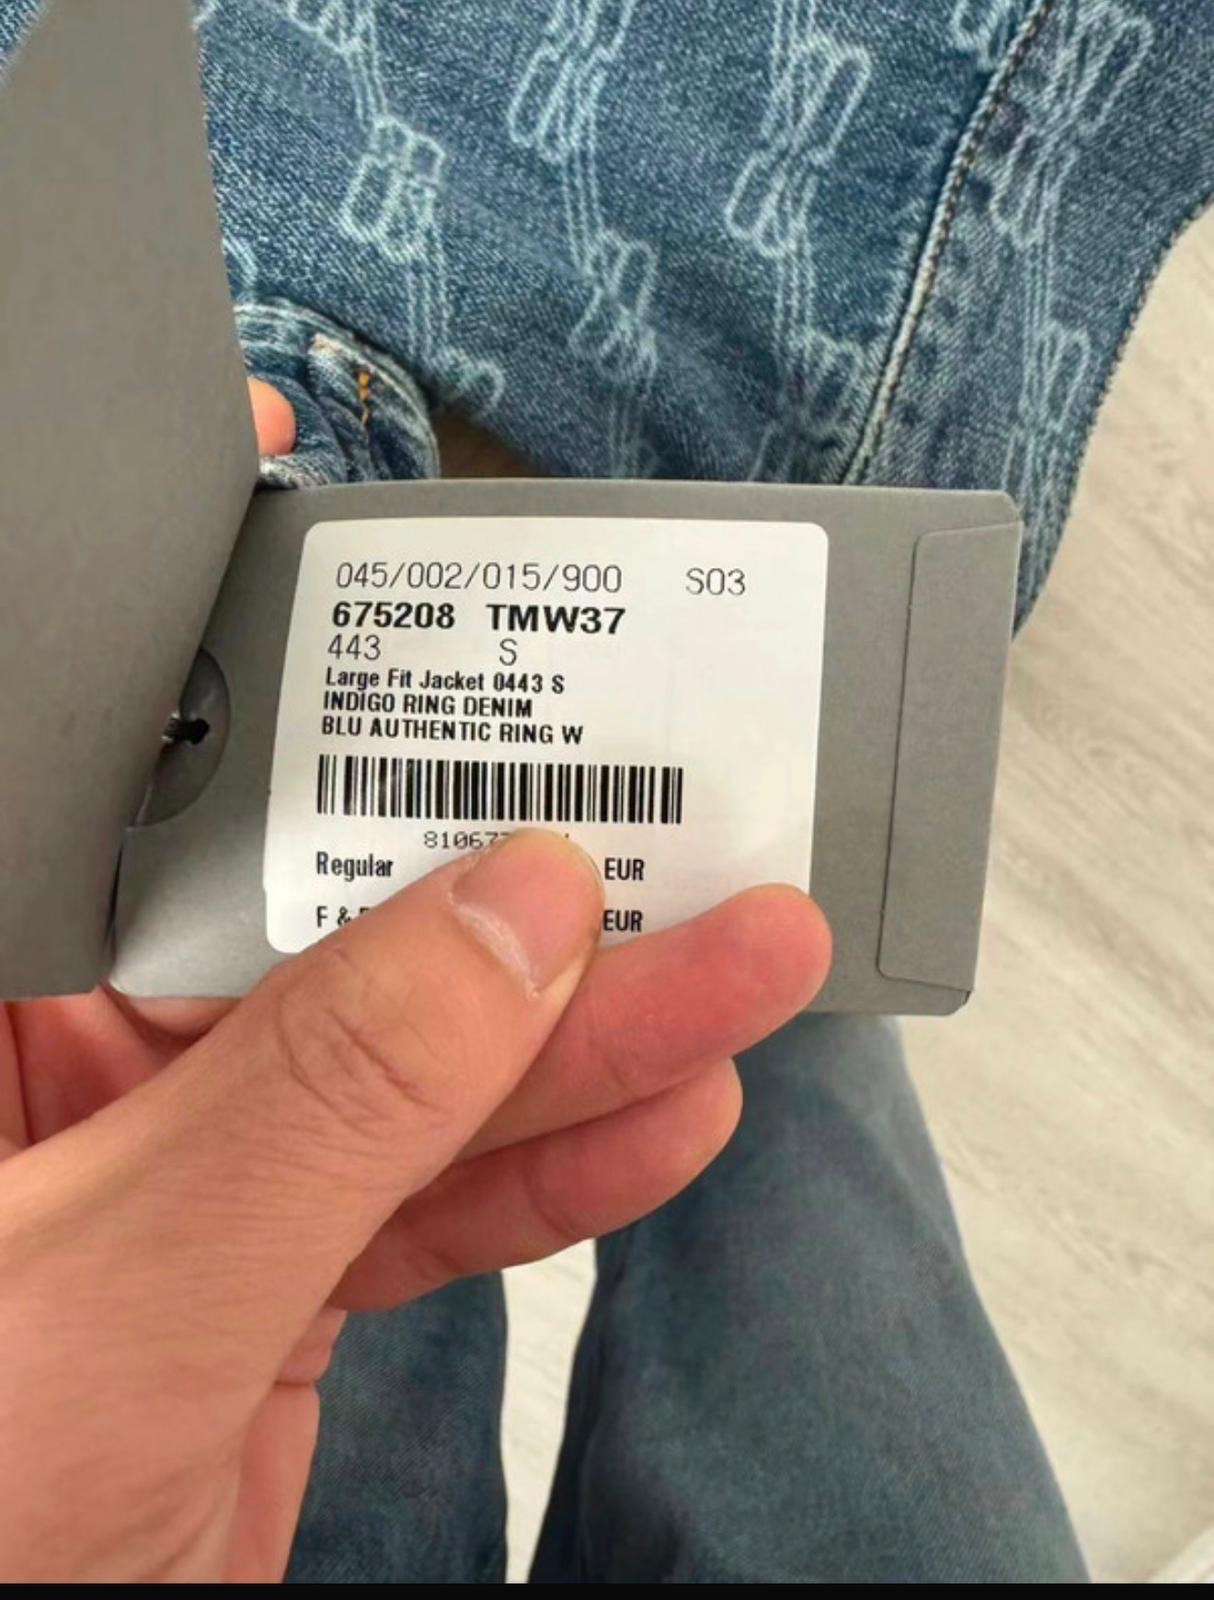 045/002/015/900 S03
675208 TMW37
443 S
Large Fit Jacket 0443 S
INDIGO RING DENIM
BLU AUTHENTIC RING W
Regular EUR
F & EUR